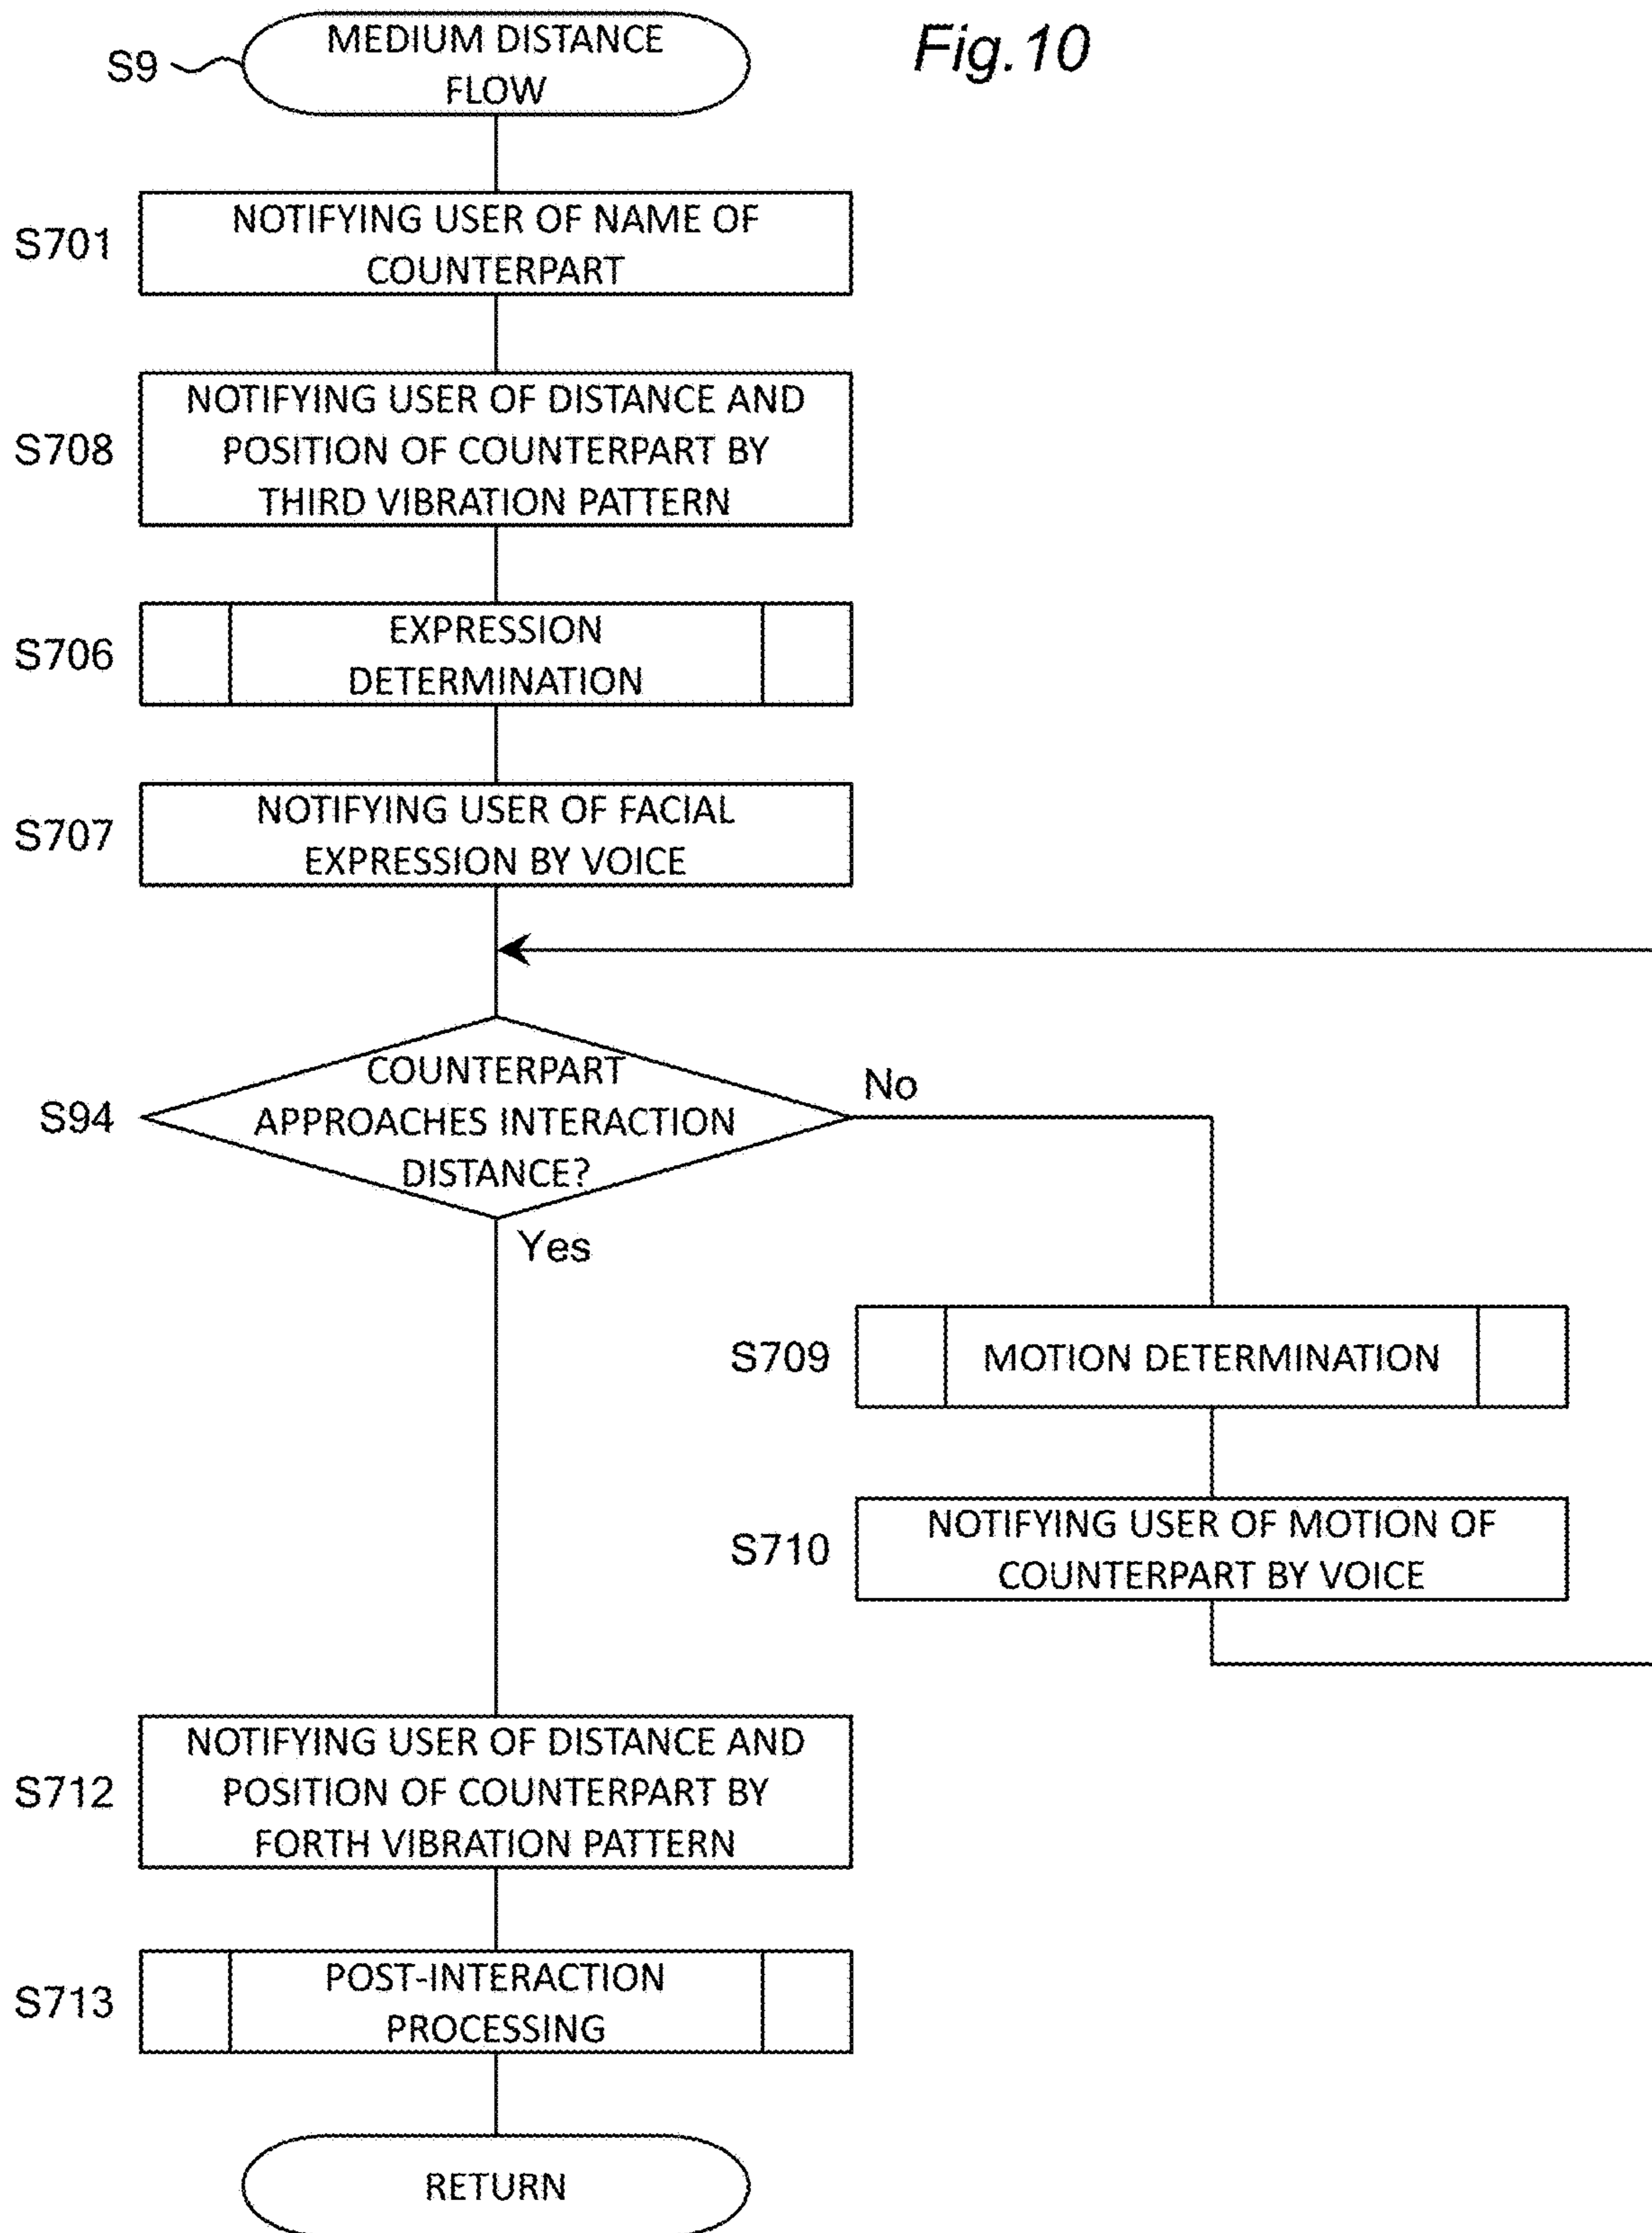 Fig.10
S9
MEDIUM DISTANCE
FLOW
S701
NOTIFYING USER OF NAME OF
COUNTERPART
S708
NOTIFYING USER OF DISTANCE AND
POSITION OF COUNTERPART BY
THIRD VIBRATION PATTERN
S706
EXPRESSION
DETERMINATION
S707
NOTIFYING USER OF FACIAL
EXPRESSION BY VOICE
S94
COUNTERPART
APPROACHES INTERACTION
DISTANCE?
No
Yes
S709
MOTION DETERMINATION
S710
NOTIFYING USER OF MOTION OF
COUNTERPART BY VOICE
S712
NOTIFYING USER OF DISTANCE AND
POSITION OF COUNTERPART BY
FORTH VIBRATION PATTERN
S713
POST-INTERACTION
PROCESSING
RETURN